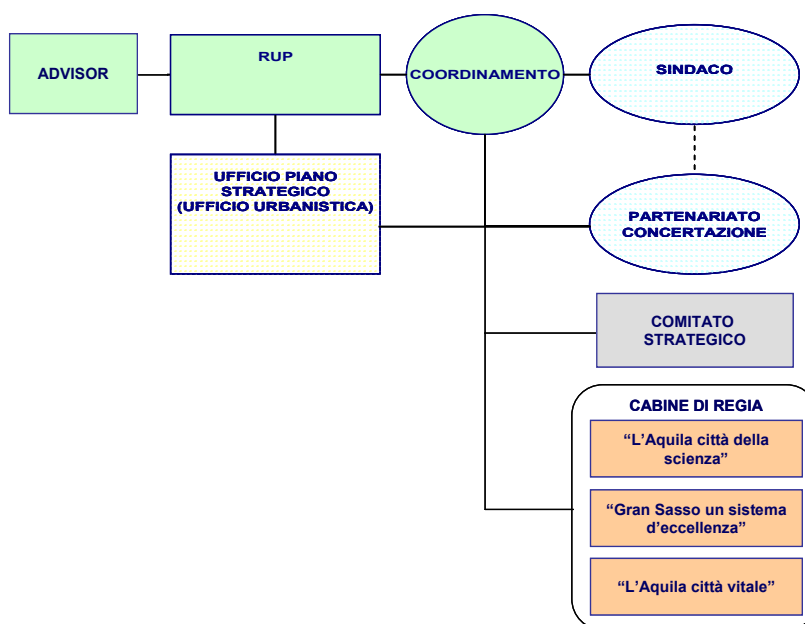 ADVISOR
RUP
COORDINAMENTO
SINDACO
UFFICIO PIANO
STRATEGICO
(UFFICIO URBANISTICA)
PARTENARIATO
CONCERTAZIONE
COMITATO
STRATEGICO
CABINE DI REGIA
“L’Aquila città della
scienza”
“Gran Sasso un sistema
d’eccellenza”
“L’Aquila città vitale”